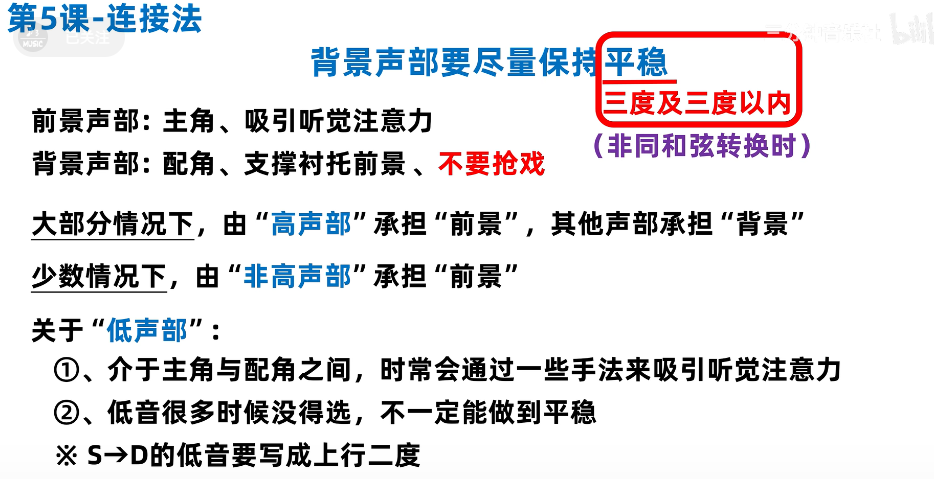 第5课-连接法
已关注
MUSIC
背景声部要尽量保持平稳
三度及三度以内
（非同和弦转换时）
前景声部：主角、吸引听觉注意力
背景声部：配角、支撑衬托前景 、不要抢戏
大部分情况下，由 “高声部” 承担 “前景” ，其他声部承担 “背景”
少数情况下，由 “非高声部” 承担 “前景”
关于 “低声部” ：
①、介于主角与配角之间，时常会通过一些手法来吸引听觉注意力
②、低音很多时候没得选，不一定能做到平稳
※ S→D的低音要写成上行二度